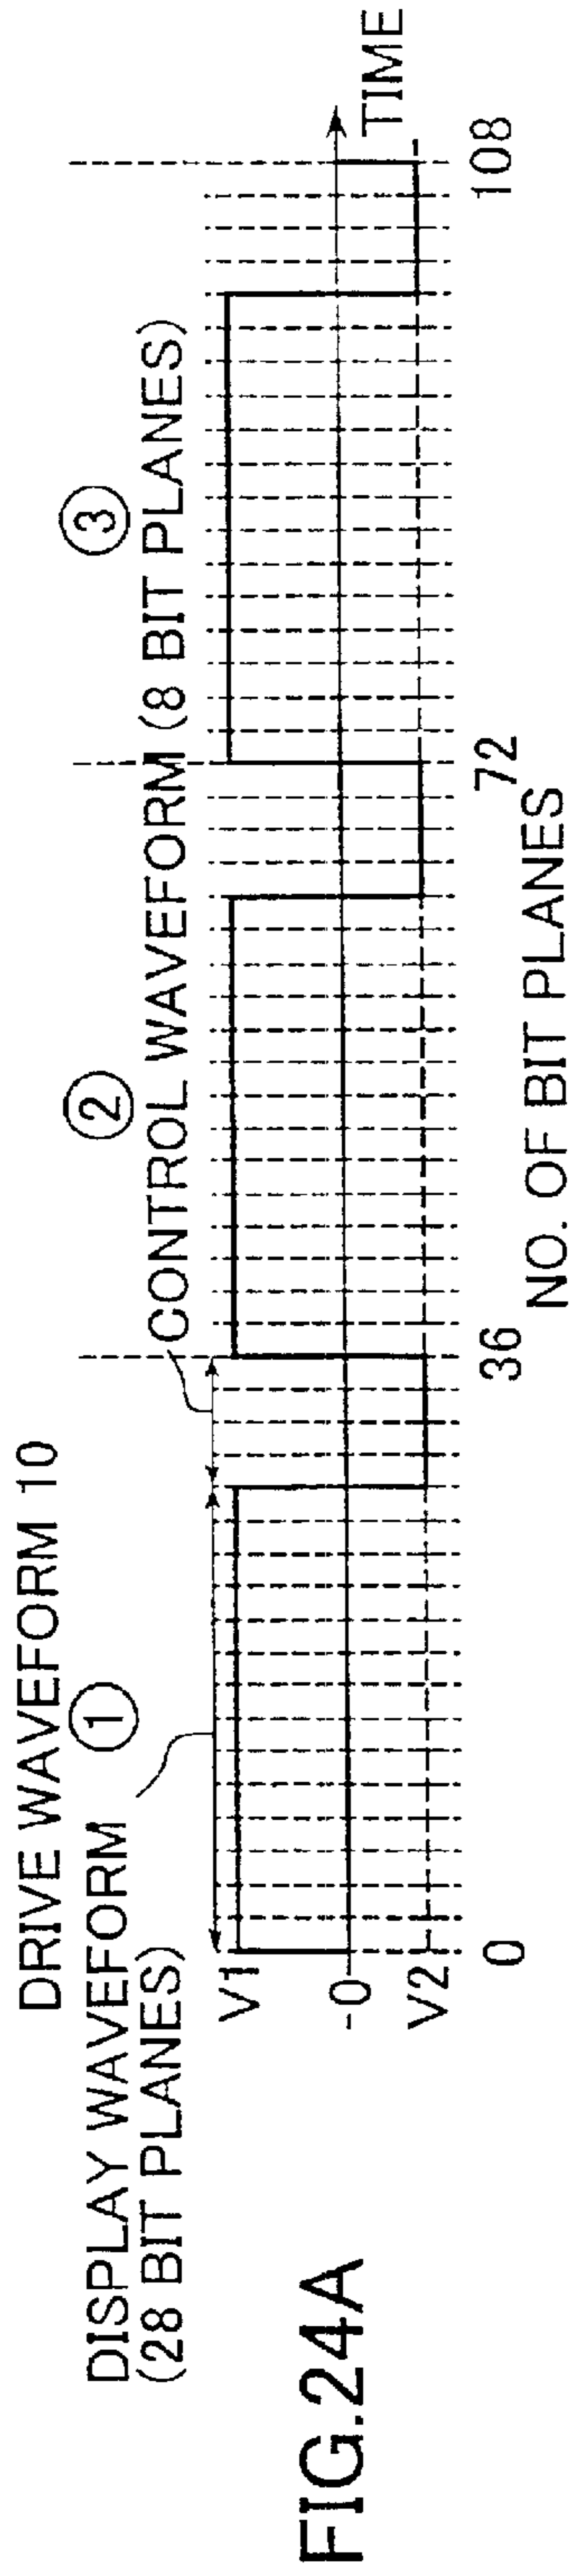 DRIVE WAVEFORM 10
DISPLAY WAVEFORM
(28 BIT PLANES)
1
2
3
CONTROL WAVEFORM (8 BIT PLANES)
V1
-0
V2
TIME
0
36
72
108
NO. OF BIT PLANES
FIG.24A